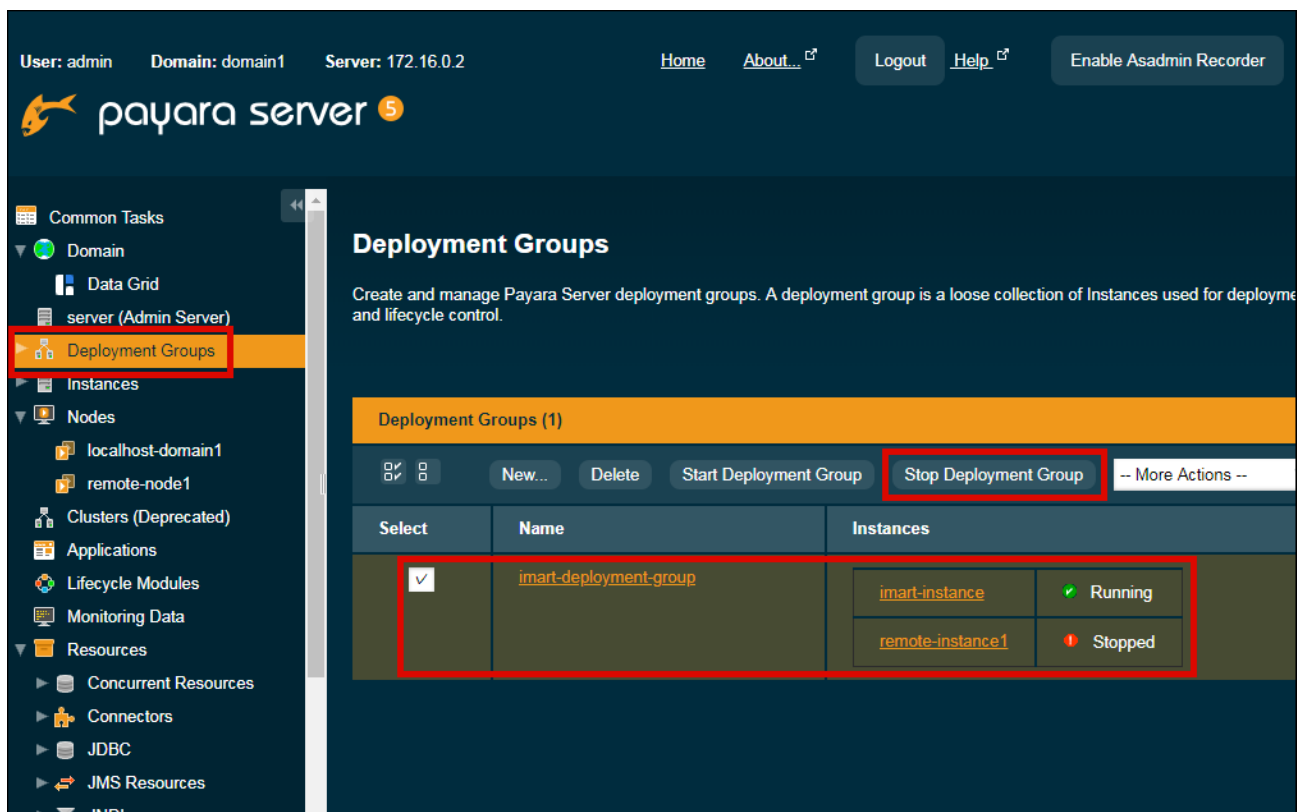 User: admin Domain: domain1 Server: 172.16.0.2 Home About... Logout Help Enable Asadmin Recorder
payara server 5
Common Tasks
Domain
Data Grid
server (Admin Server)
Deployment Groups
Instances
Nodes
localhost-domain1
remote-node1
Clusters (Deprecated)
Applications
Lifecycle Modules
Monitoring Data
Resources
Concurrent Resources
Connectors
JDBC
JMS Resources
Deployment Groups
Create and manage Payara Server deployment groups. A deployment group is a loose collection of Instances used for deployme
and lifecycle control.
Deployment Groups (1)
New... Delete Start Deployment Group Stop Deployment Group -- More Actions --
Select Name Instances
imart-deployment-group imart-instance Running
remote-instance1 Stopped